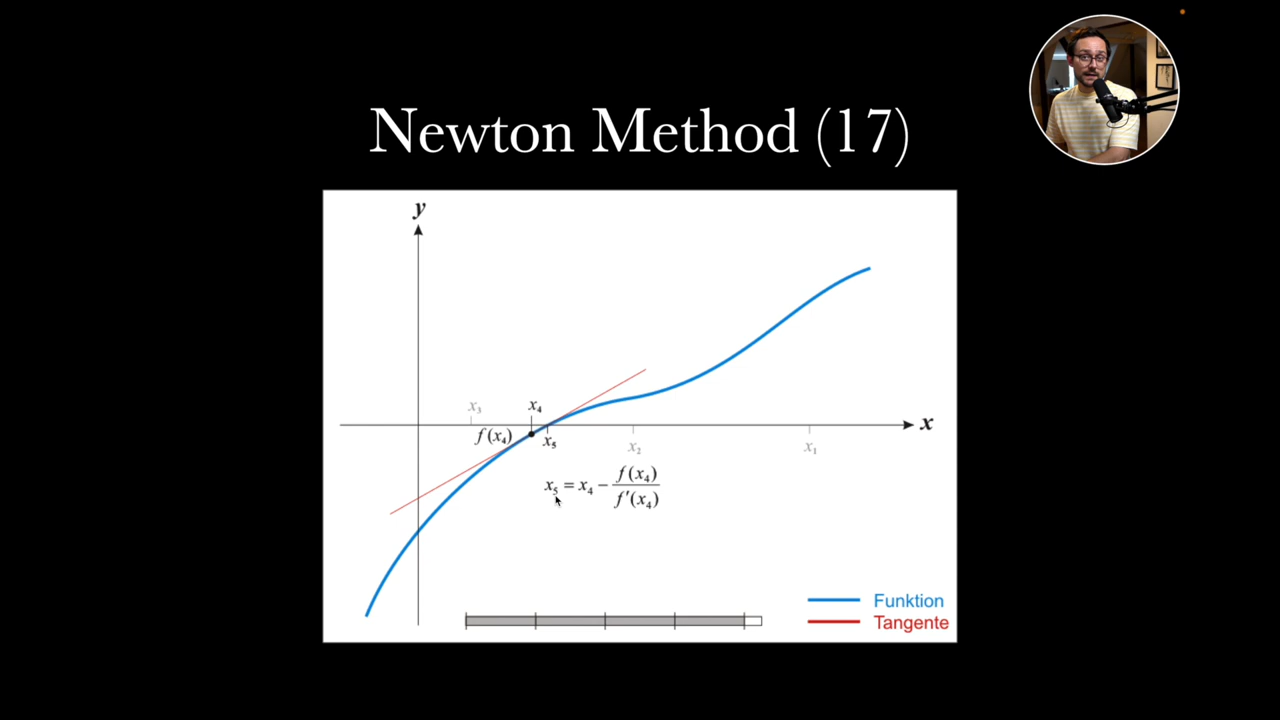 Newton Method (17)
y
x₃ x₄
x
f(x₄) x₅ x₂ x₁
x₅ = x₄ − f(x₄) / f′(x₄)
Funktion
Tangente